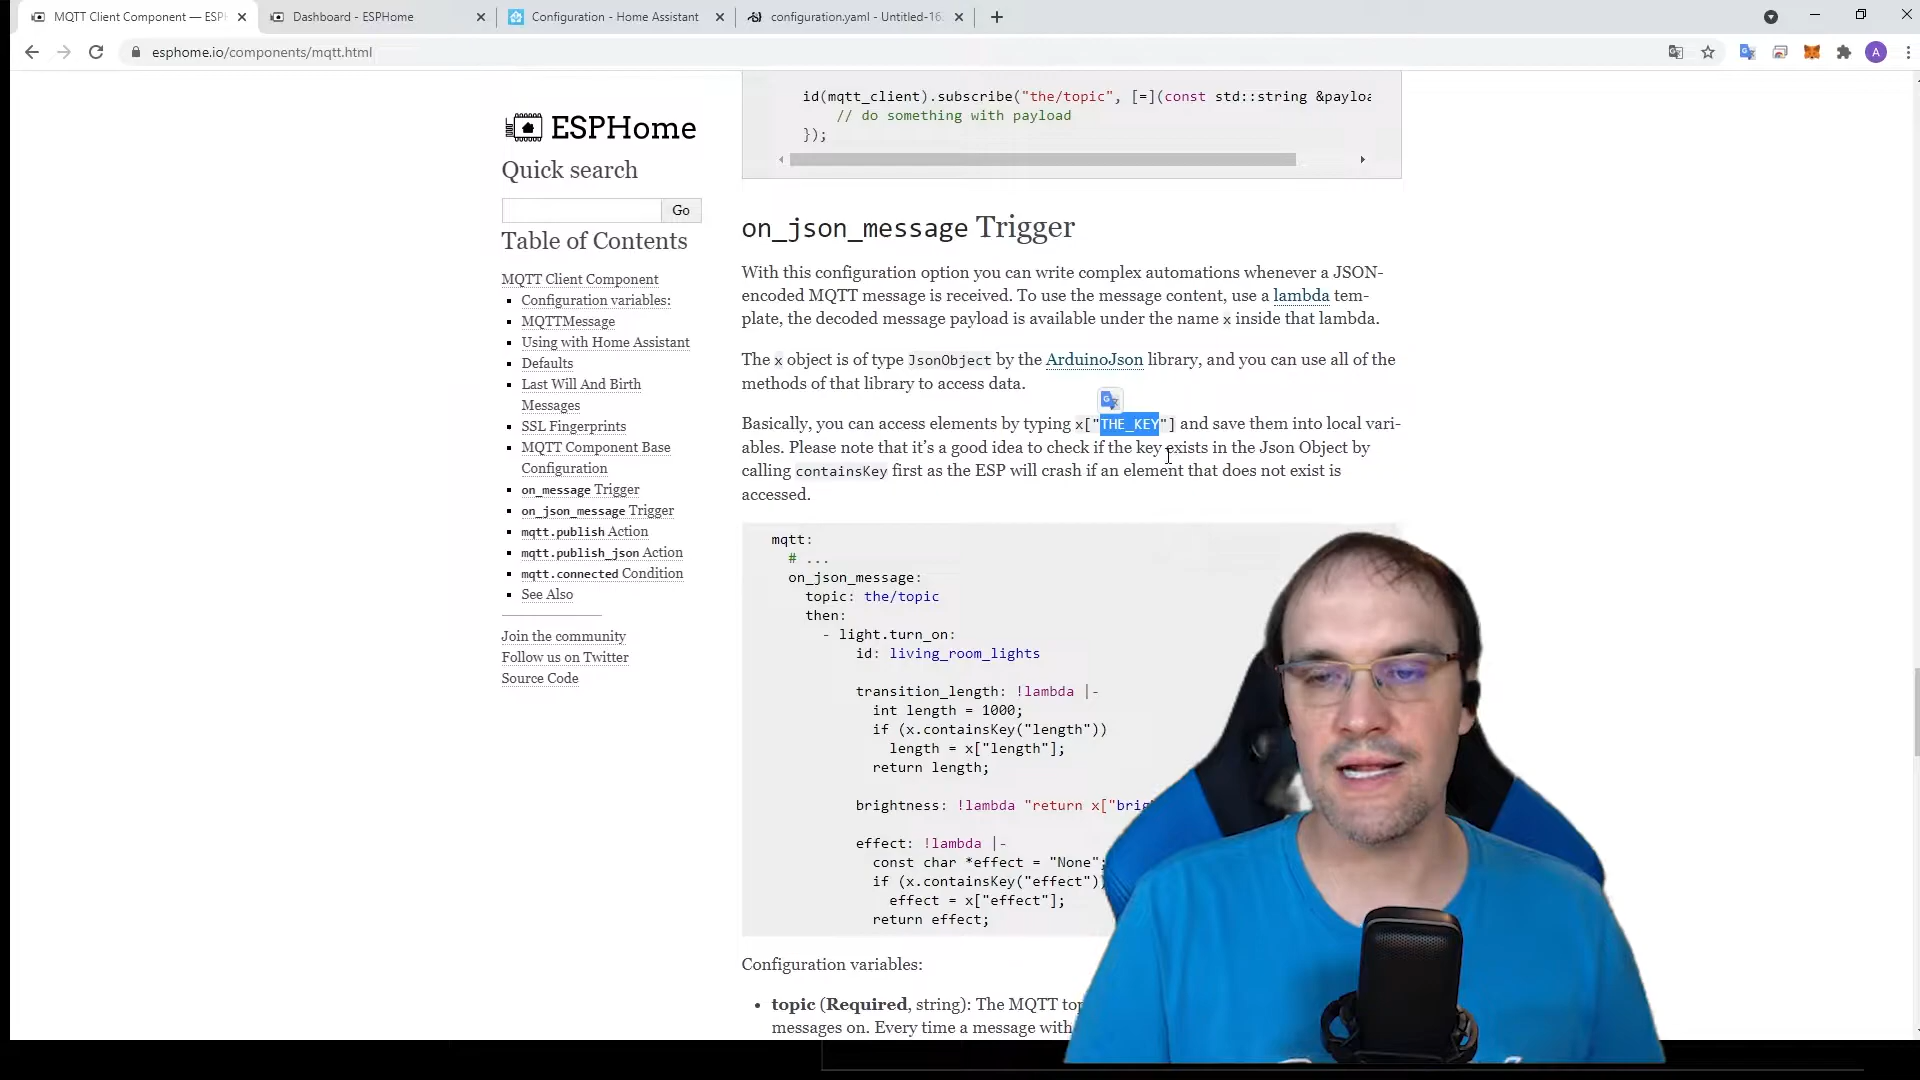 MQTT Client Component — ESPH
Dashboard - ESPHome
Configuration - Home Assistant
configuration.yaml - Untitled-16
esphome.io/components/mqtt.html
A
ESPHome
Quick search
Go
Table of Contents
MQTT Client Component
Configuration variables:
MQTTMessage
Using with Home Assistant
Defaults
Last Will And Birth
Messages
SSL Fingerprints
MQTT Component Base
Configuration
on_message Trigger
on_json_message Trigger
mqtt.publish Action
mqtt.publish_json Action
mqtt.connected Condition
See Also
Join the community
Follow us on Twitter
Source Code
id(mqtt_client).subscribe("the/topic", [=](const std::string &payloa
// do something with payload
});
on_json_message Trigger
With this configuration option you can write complex automations whenever a JSON-
encoded MQTT message is received. To use the message content, use a lambda tem-
plate, the decoded message payload is available under the name x inside that lambda.
The x object is of type JsonObject by the ArduinoJson library, and you can use all of the
methods of that library to access data.
Basically, you can access elements by typing x["THE_KEY"] and save them into local vari-
ables. Please note that it's a good idea to check if the key exists in the Json Object by
calling containsKey first as the ESP will crash if an element that does not exist is
accessed.
mqtt:
# ...
on_json_message:
topic: the/topic
then:
- light.turn_on:
id: living_room_lights
transition_length: !lambda |-
int length = 1000;
if (x.containsKey("length"))
length = x["length"];
return length;
brightness: !lambda "return x["brig
effect: !lambda |-
const char *effect = "None";
if (x.containsKey("effect"))
effect = x["effect"];
return effect;
Configuration variables:
topic (Required, string): The MQTT top
messages on. Every time a message with